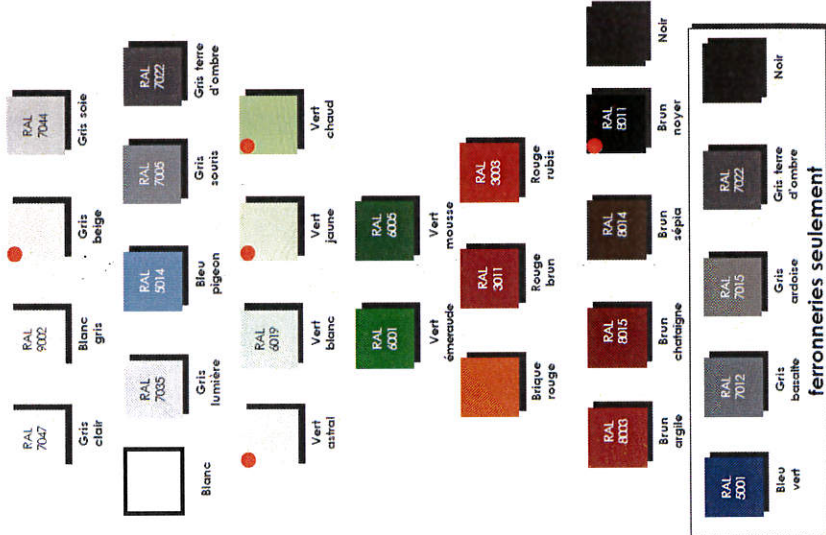 RAL
7047
Gris
clair
RAL
9002
Blanc
gris
Gris
beige
RAL
7044
Gris soie
Blanc
RAL
7035
Gris
lumière
RAL
5014
Bleu
pigeon
RAL
7005
Gris
souris
RAL
7022
Gris terre
d'ombre
Vert
astral
RAL
6019
Vert
blanc
Vert
jaune
Vert
chaud
RAL
6001
Vert
émeraude
RAL
6005
Vert
mousse
Brique
rouge
RAL
3011
Rouge
brun
RAL
3003
Rouge
rubis
RAL
8003
Brun
argile
RAL
8015
Brun
chataigne
RAL
8014
Brun
sépia
RAL
8011
Brun
noyer
Noir
RAL
5001
Bleu
vert
RAL
7012
Gris
basalte
RAL
7015
Gris
ardoise
RAL
7022
Gris terre
d'ombre
Noir
ferronneries seulement